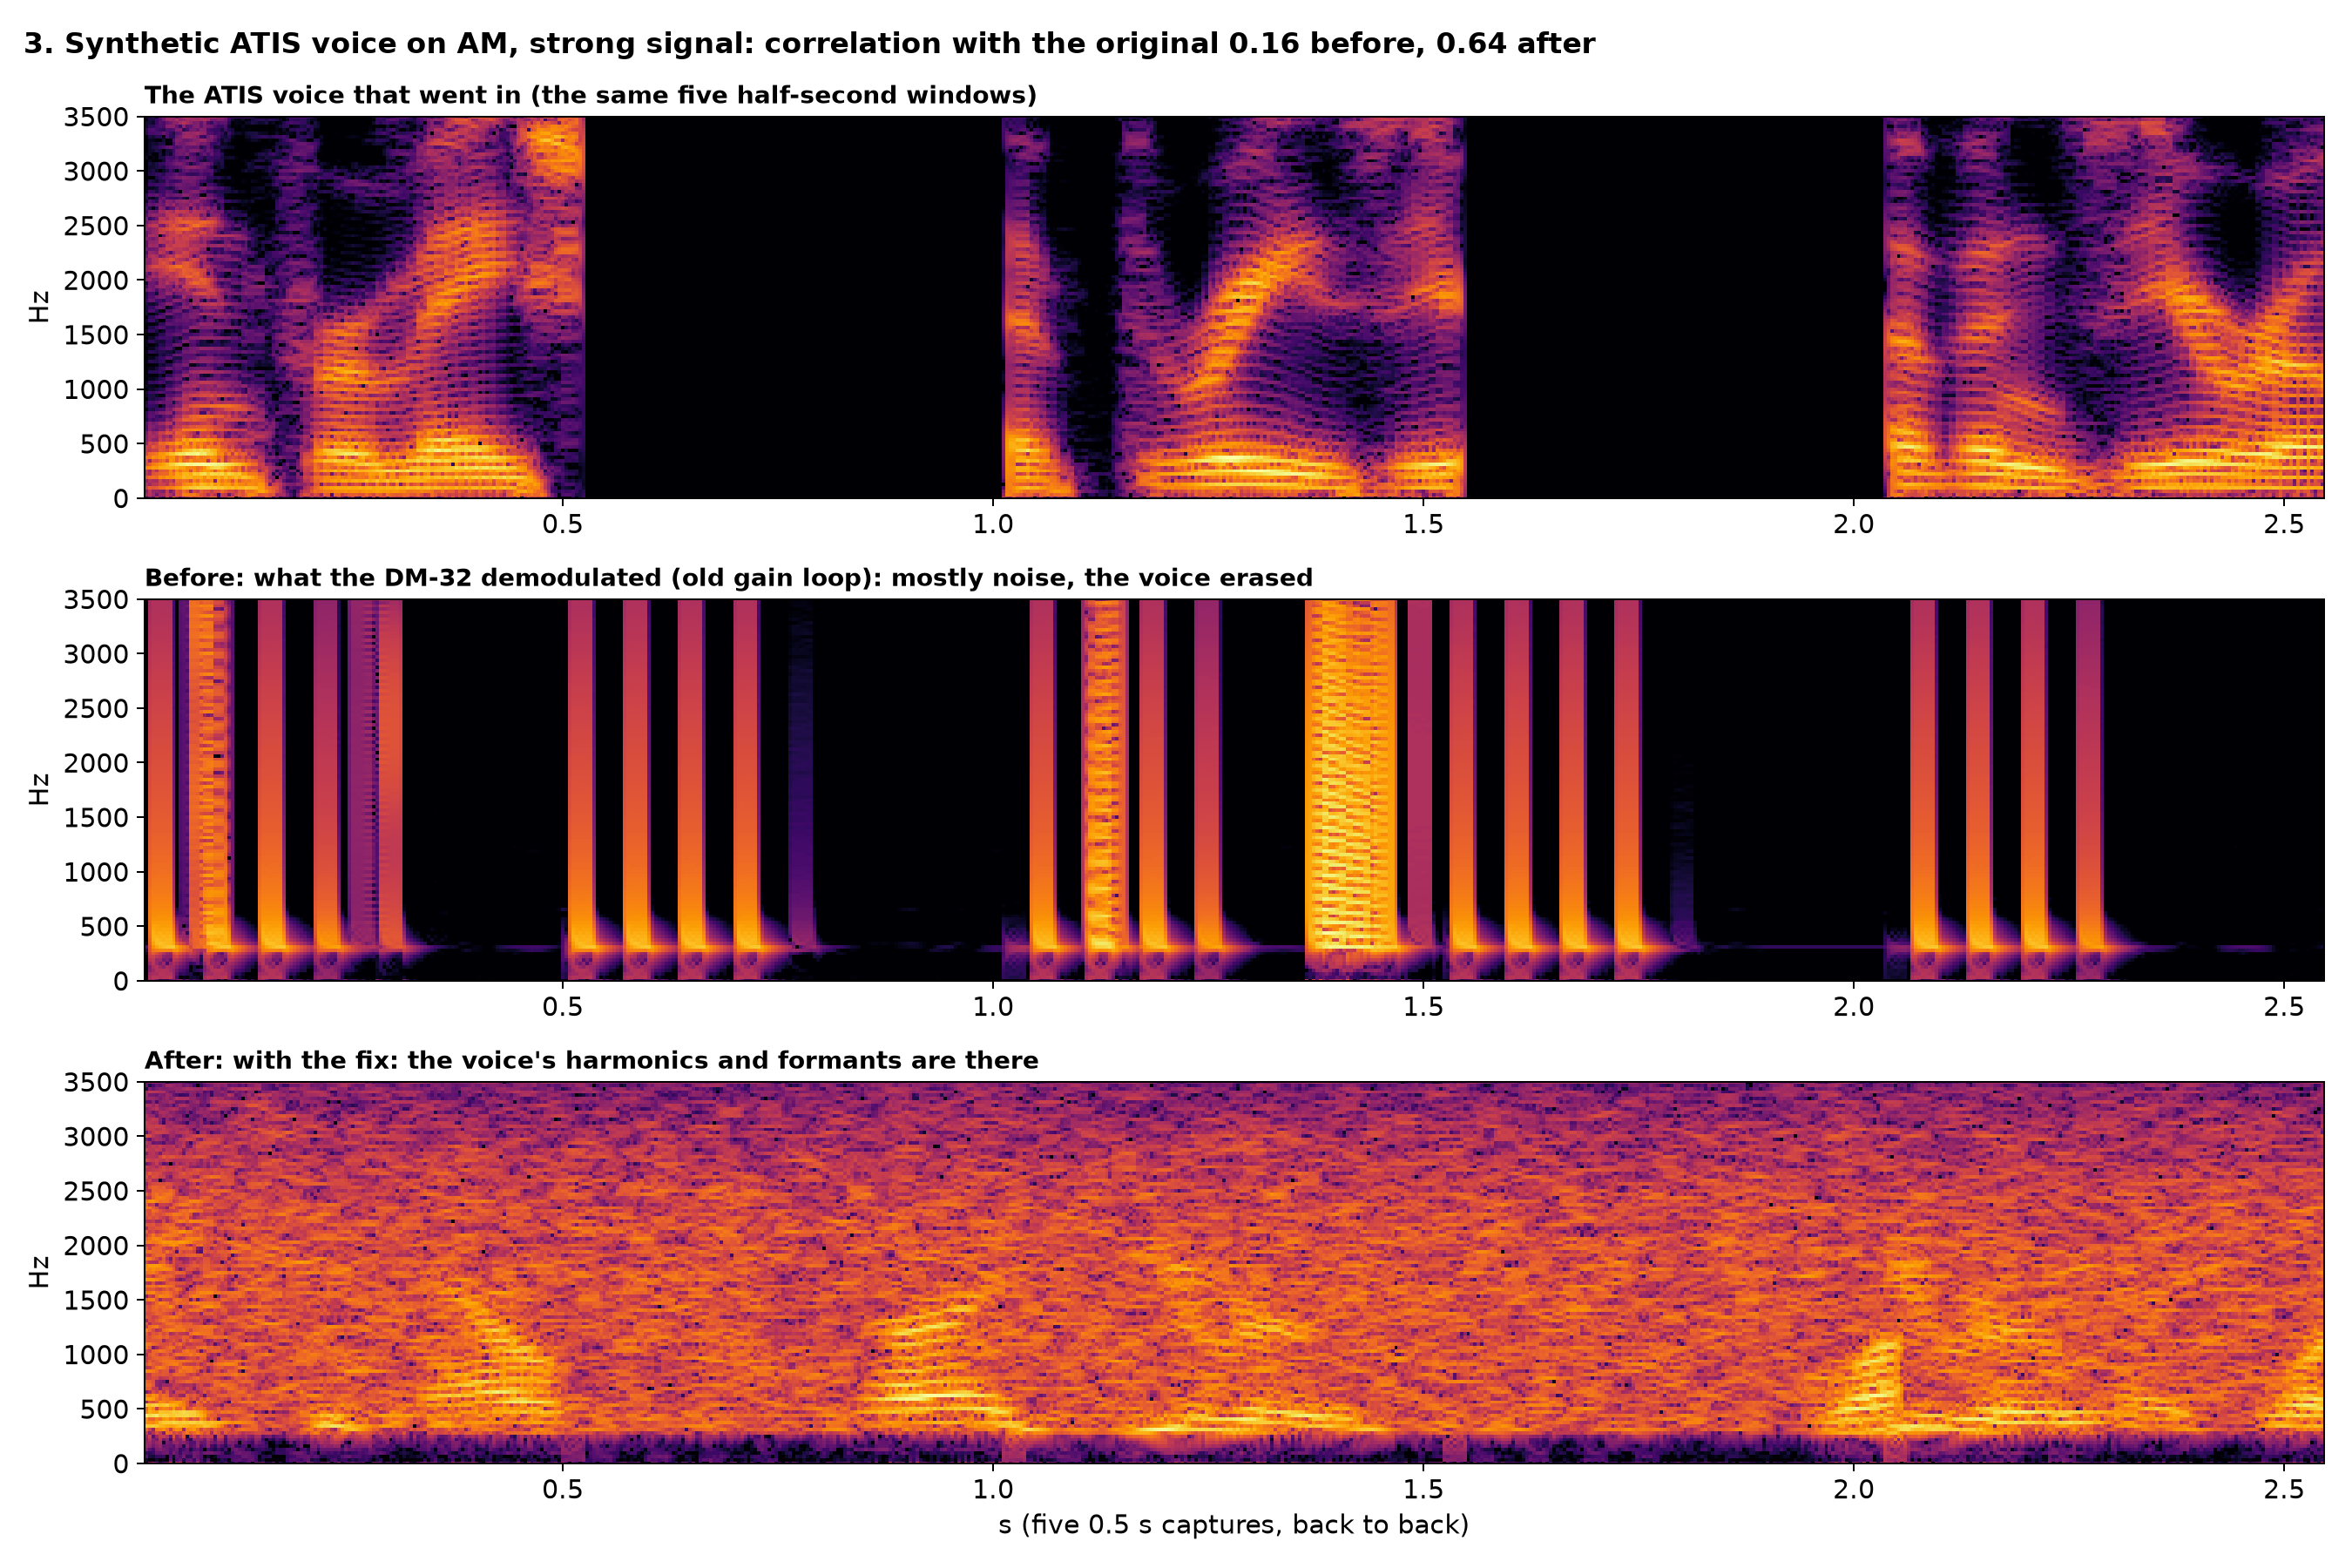 3. Synthetic ATIS voice on AM, strong signal: correlation with the original 0.16 before, 0.64 after
The ATIS voice that went in (the same five half-second windows)
3500
3000
2500
2000
1500
1000
500
0
Hz
0.5 1.0 1.5 2.0 2.5
Before: what the DM-32 demodulated (old gain loop): mostly noise, the voice erased
3500
3000
2500
2000
1500
1000
500
0
Hz
0.5 1.0 1.5 2.0 2.5
After: with the fix: the voice's harmonics and formants are there
3500
3000
2500
2000
1500
1000
500
0
Hz
0.5 1.0 1.5 2.0 2.5
s (five 0.5 s captures, back to back)